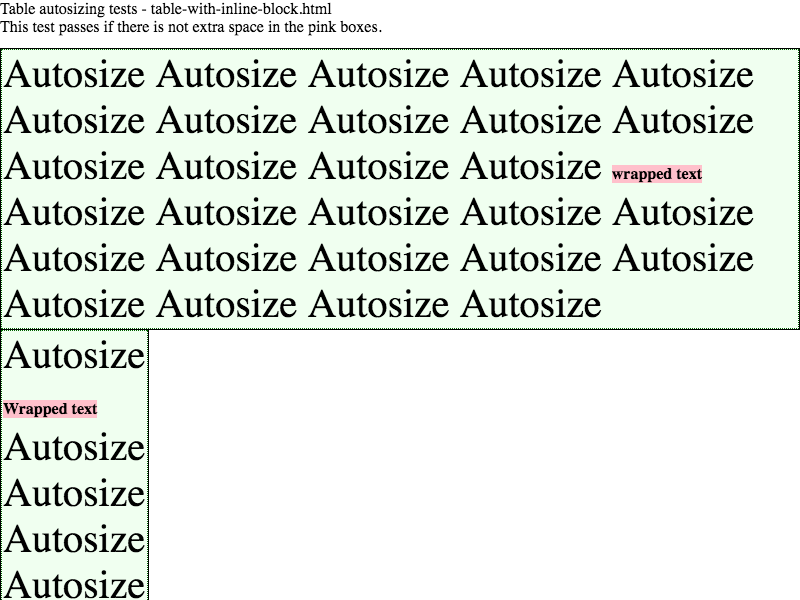 Table autosizing tests - table-with-inline-block.html
This test passes if there is not extra space in the pink boxes.
Autosize Autosize Autosize Autosize Autosize
Autosize Autosize Autosize Autosize Autosize
Autosize Autosize Autosize Autosize wrapped text
Autosize Autosize Autosize Autosize Autosize
Autosize Autosize Autosize Autosize Autosize
Autosize Autosize Autosize Autosize
Autosize
Wrapped text
Autosize
Autosize
Autosize
Autosize